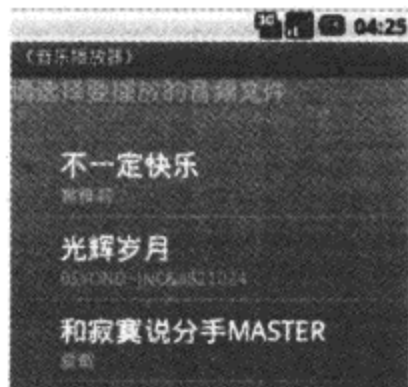 04:25
《音乐播放器》
请选择要播放的音频文件
不一定快乐
光辉岁月
BEYOND-
和寂寞说分手MASTER